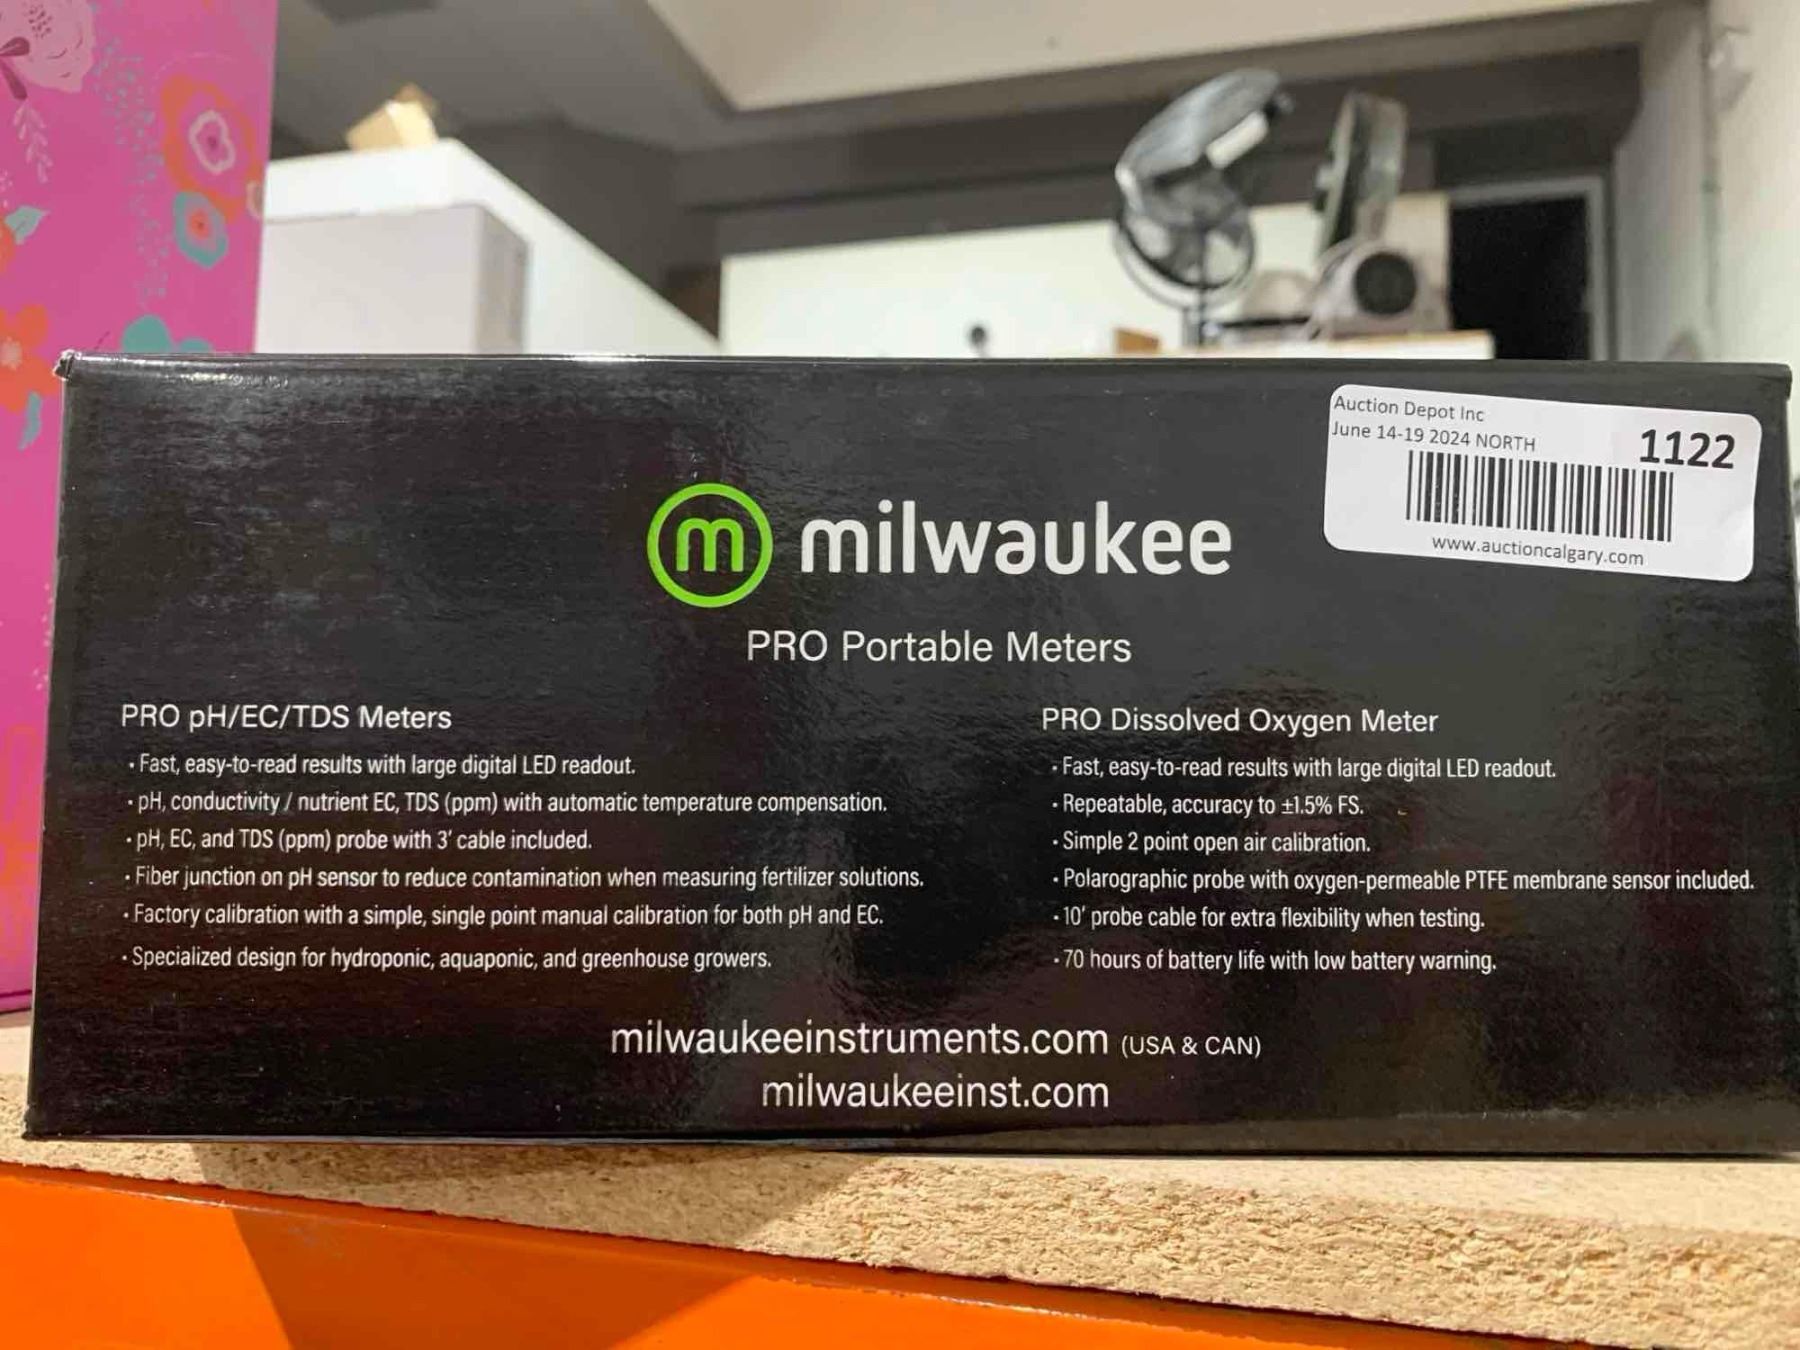 Auction Depot Inc
June 14-19 2024 NORTH
1122
www.auctioncalgary.com
m milwaukee
PRO Portable Meters
PRO pH/EC/TDS Meters
· Fast, easy-to-read results with large digital LED readout.
· pH, conductivity / nutrient EC, TDS (ppm) with automatic temperature compensation.
· pH, EC, and TDS (ppm) probe with 3' cable included.
· Fiber junction on pH sensor to reduce contamination when measuring fertilizer solutions.
· Factory calibration with a simple, single point manual calibration for both pH and EC.
· Specialized design for hydroponic, aquaponic, and greenhouse growers.
PRO Dissolved Oxygen Meter
· Fast, easy-to-read results with large digital LED readout.
· Repeatable, accuracy to ±1.5% FS.
· Simple 2 point open air calibration.
· Polarographic probe with oxygen-permeable PTFE membrane sensor included.
· 10' probe cable for extra flexibility when testing.
· 70 hours of battery life with low battery warning.
milwaukeeinstruments.com (USA & CAN)
milwaukeeinst.com